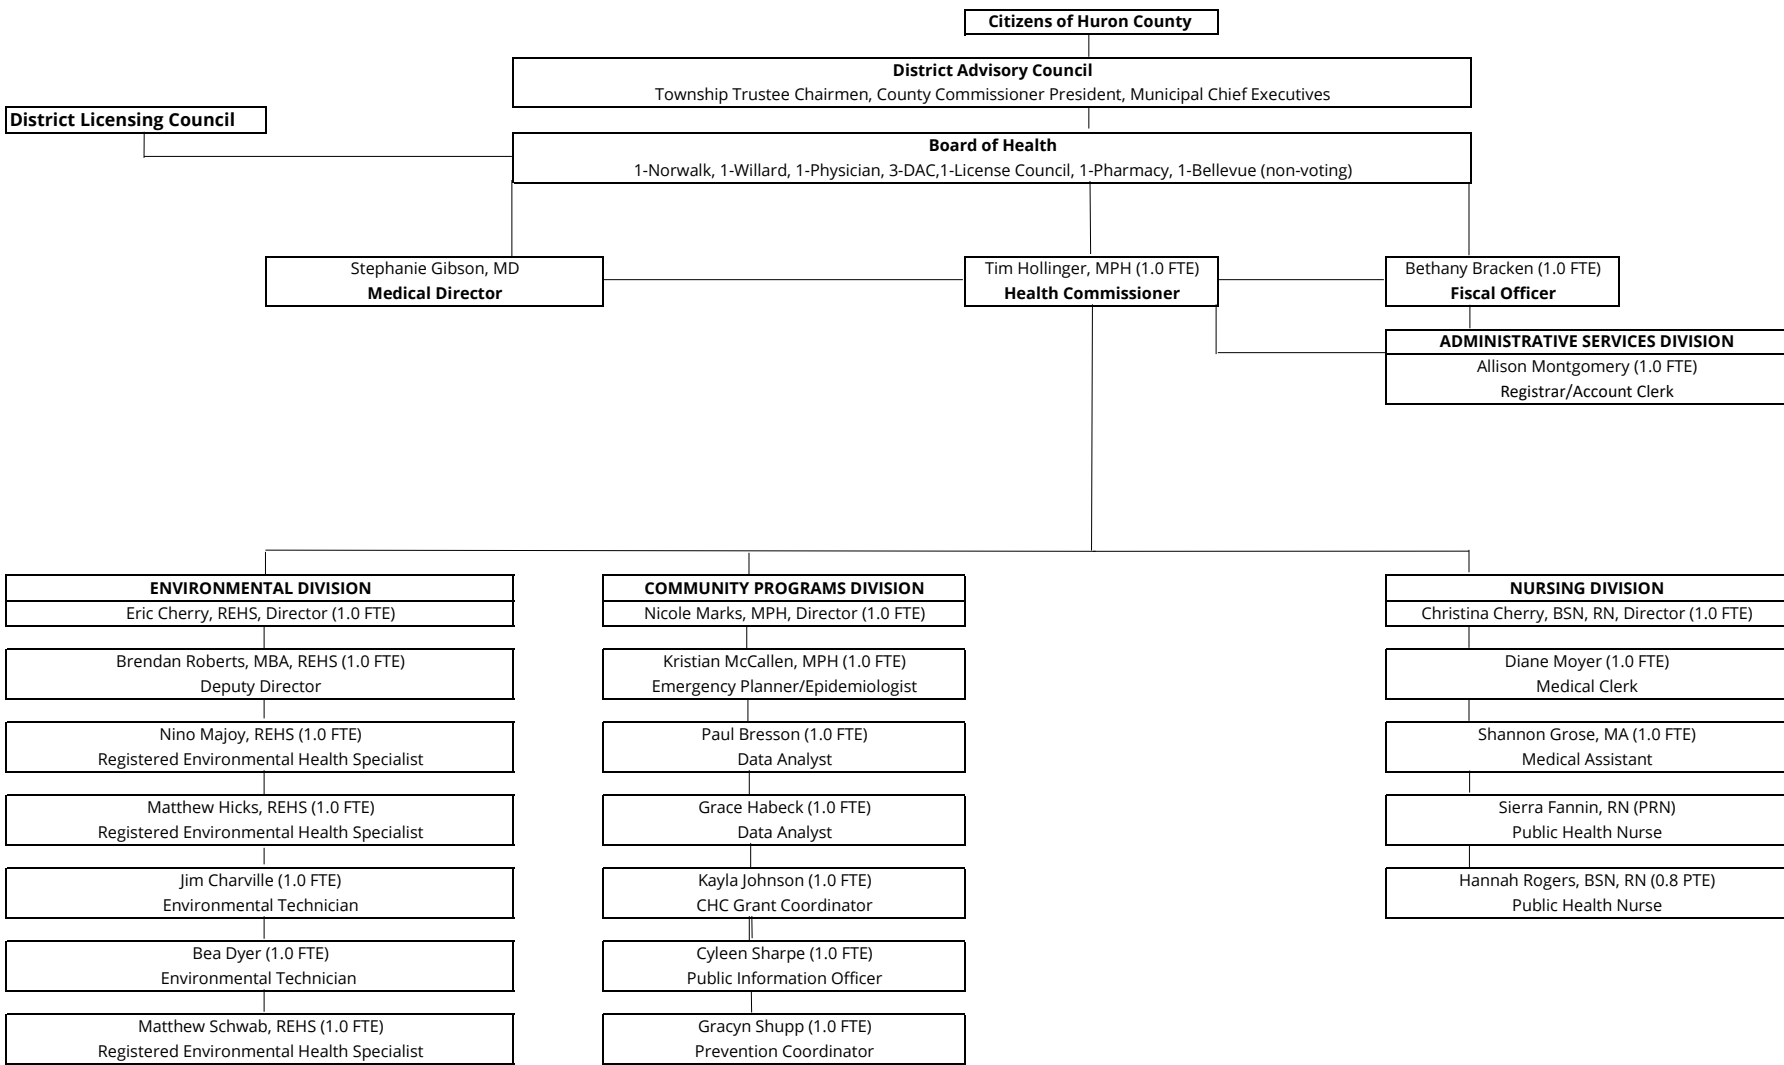 Citizens of Huron County
District Advisory Council
Township Trustee Chairmen, County Commissioner President, Municipal Chief Executives
District Licensing Council
Board of Health
1-Norwalk, 1-Willard, 1-Physician, 3-DAC,1-License Council, 1-Pharmacy, 1-Bellevue (non-voting)
Stephanie Gibson, MD
Medical Director
Tim Hollinger, MPH (1.0 FTE)
Health Commissioner
Bethany Bracken (1.0 FTE)
Fiscal Officer
ADMINISTRATIVE SERVICES DIVISION
Allison Montgomery (1.0 FTE)
Registrar/Account Clerk
ENVIRONMENTAL DIVISION
Eric Cherry, REHS, Director (1.0 FTE)
Brendan Roberts, MBA, REHS (1.0 FTE)
Deputy Director
Nino Majoy, REHS (1.0 FTE)
Registered Environmental Health Specialist
Matthew Hicks, REHS (1.0 FTE)
Registered Environmental Health Specialist
Jim Charville (1.0 FTE)
Environmental Technician
Bea Dyer (1.0 FTE)
Environmental Technician
Matthew Schwab, REHS (1.0 FTE)
Registered Environmental Health Specialist
COMMUNITY PROGRAMS DIVISION
Nicole Marks, MPH, Director (1.0 FTE)
Kristian McCallen, MPH (1.0 FTE)
Emergency Planner/Epidemiologist
Paul Bresson (1.0 FTE)
Data Analyst
Grace Habeck (1.0 FTE)
Data Analyst
Kayla Johnson (1.0 FTE)
CHC Grant Coordinator
Cyleen Sharpe (1.0 FTE)
Public Information Officer
Gracyn Shupp (1.0 FTE)
Prevention Coordinator
NURSING DIVISION
Christina Cherry, BSN, RN, Director (1.0 FTE)
Diane Moyer (1.0 FTE)
Medical Clerk
Shannon Grose, MA (1.0 FTE)
Medical Assistant
Sierra Fannin, RN (PRN)
Public Health Nurse
Hannah Rogers, BSN, RN (0.8 PTE)
Public Health Nurse